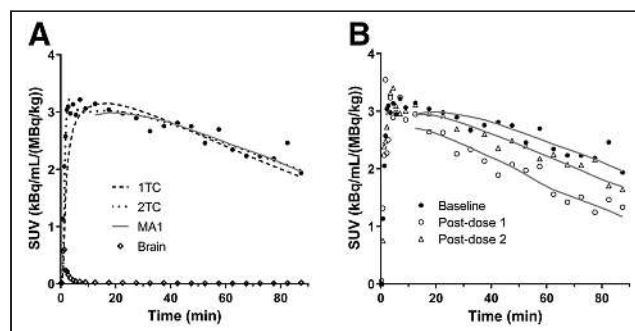 A
B
SUV (kBq/mL/(MBq/kg))
4
3
2
1
0
1TC
2TC
MA1
Brain
0 20 40 60 80
Time (min)
SUV (kBq/mL/(MBq/kg))
4
3
2
1
0
Baseline
Post-dose 1
Post-dose 2
0 20 40 60 80
Time (min)